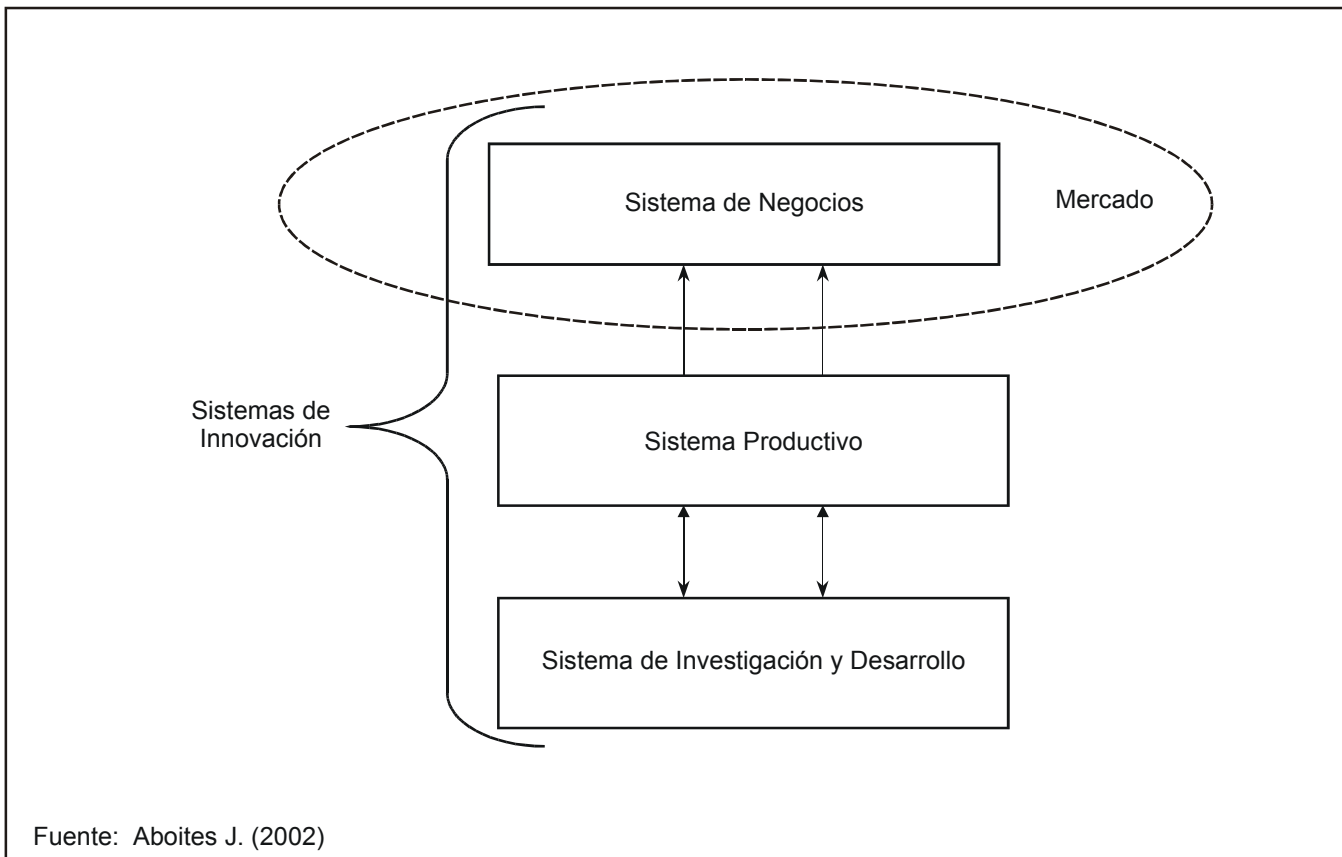 Sistema de Negocios
Mercado
Sistemas de
Innovación
Sistema Productivo
Sistema de Investigación y Desarrollo
Fuente: Aboites J. (2002)